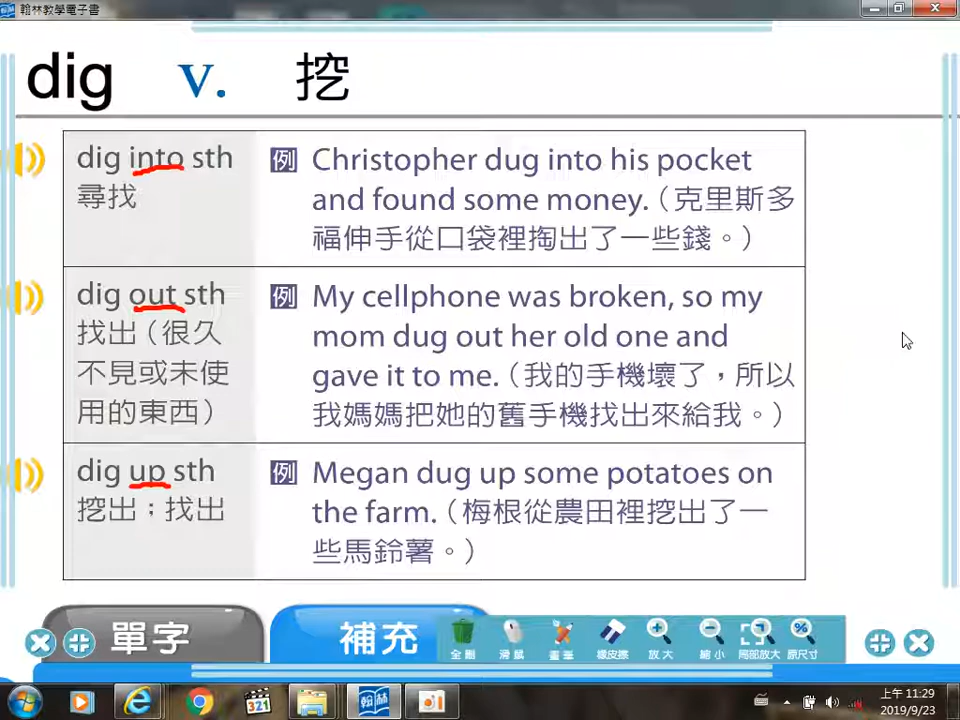 翰林教學電子書
dig v. 挖
dig into sth
尋找
例 Christopher dug into his pocket
and found some money.（克里斯多
福伸手從口袋裡掏出了一些錢。）
dig out sth
找出（很久
不見或未使
用的東西）
例 My cellphone was broken, so my
mom dug out her old one and
gave it to me.（我的手機壞了，所以
我媽媽把她的舊手機找出來給我。）
dig up sth
挖出；找出
例 Megan dug up some potatoes on
the farm.（梅根從農田裡挖出了一
些馬鈴薯。）
單字
補充
全刪
滑鼠
畫筆
橡皮擦
放大
縮小
局部放大
原尺寸
321
翰林
上午 11:29
2019/9/23